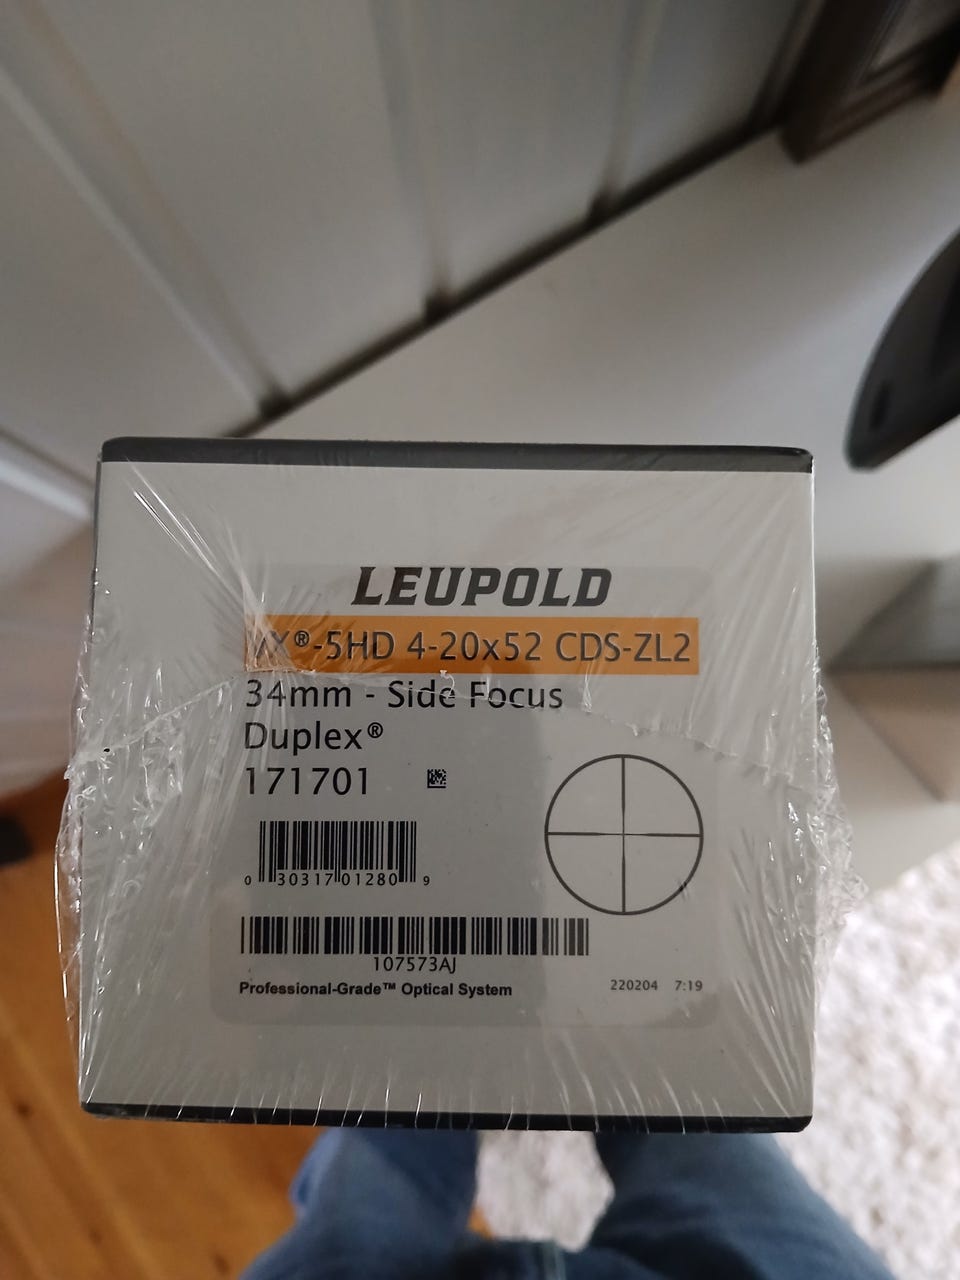 LEUPOLD
VX®-5HD 4-20x52 CDS-ZL2
34mm - Side Focus
Duplex®
171701
0 30317 01280 9
107573AJ
Professional-Grade™ Optical System
220204 7:19